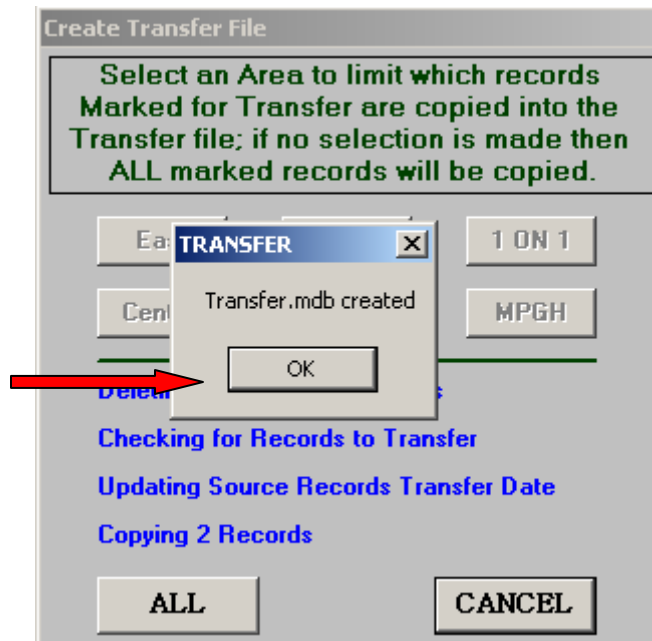 Create Transfer File
Select an Area to limit which records
Marked for Transfer are copied into the
Transfer file; if no selection is made then
ALL marked records will be copied.
1 ON 1
TRANSFER
Transfer.mdb created
MPGH
OK
Checking for Records to Transfer
Updating Source Records Transfer Date
Copying 2 Records
ALL CANCEL